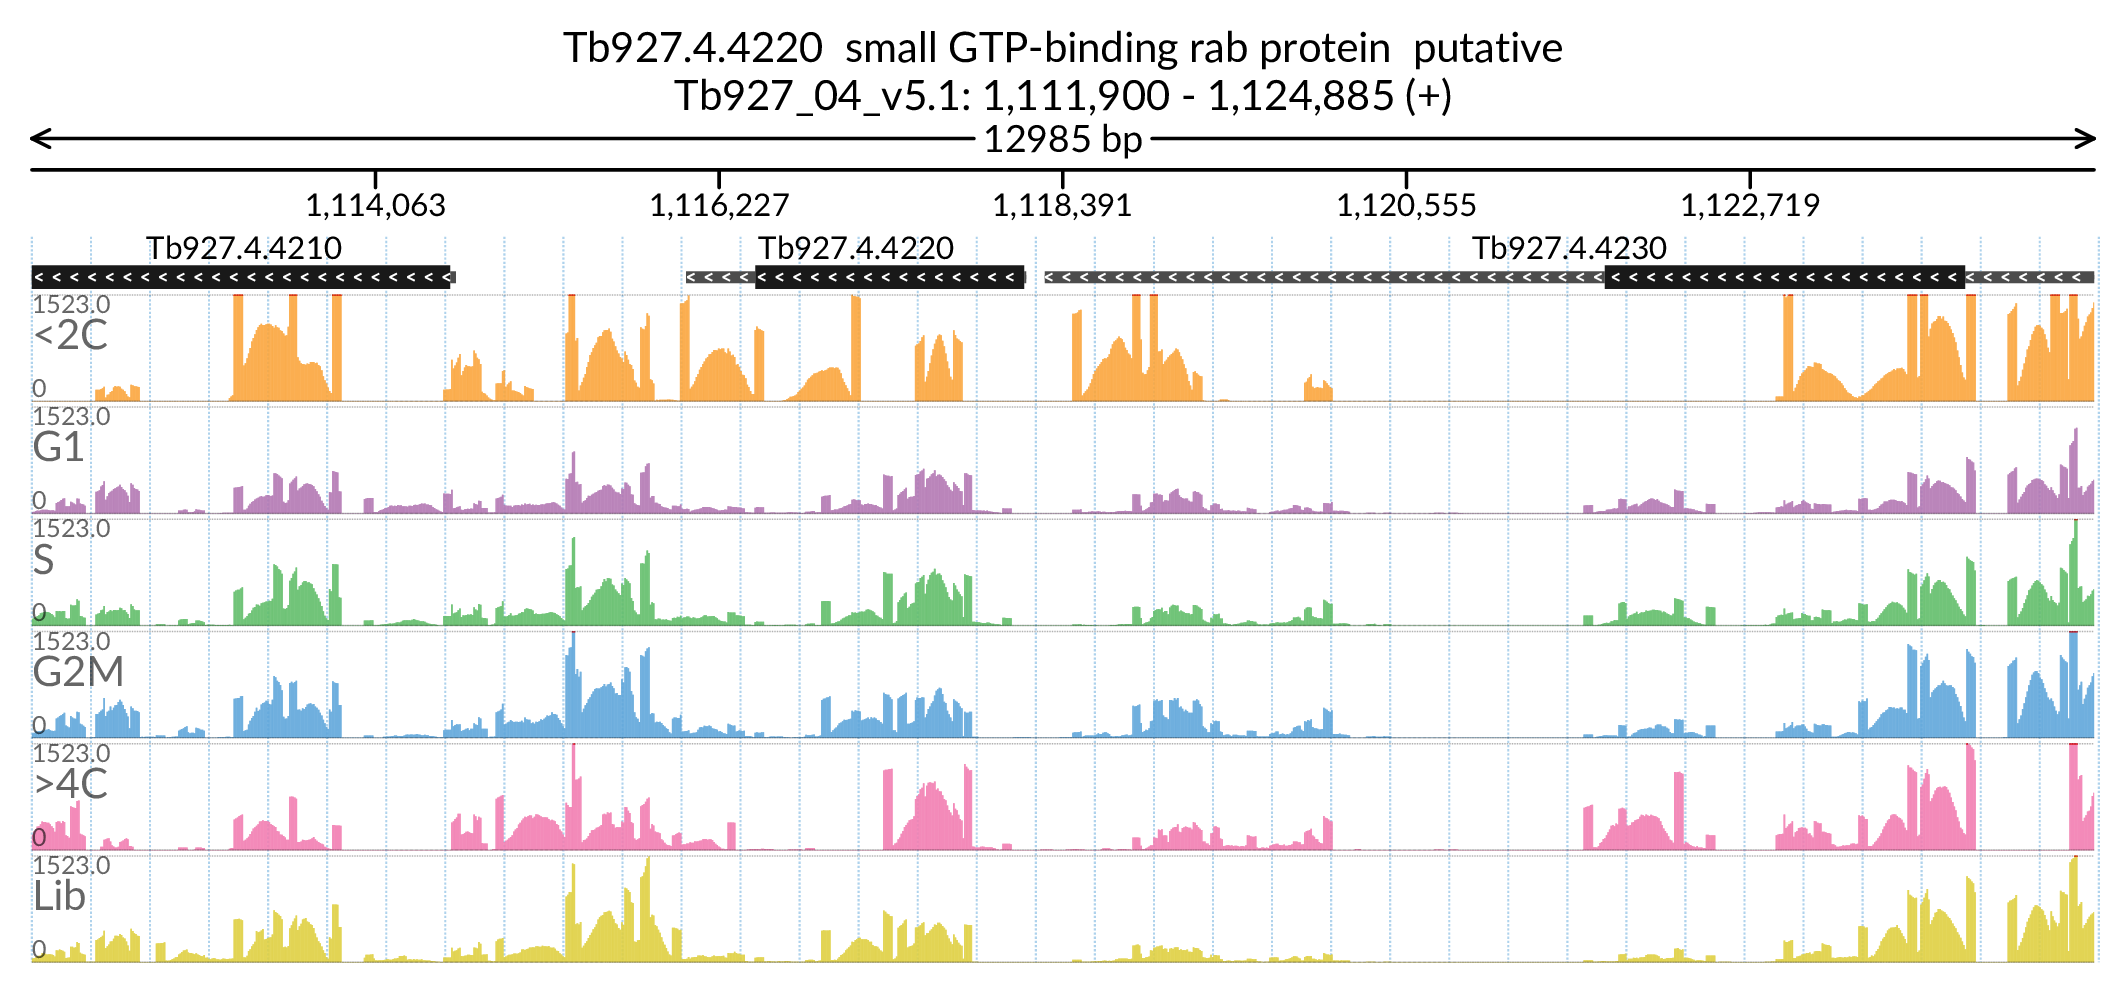 Tb927.4.4220  small GTP-binding rab protein  putative
Tb927_04_v5.1: 1,111,900 - 1,124,885 (+)
12985 bp
1,114,063 1,116,227 1,118,391 1,120,555 1,122,719
Tb927.4.4210 Tb927.4.4220 Tb927.4.4230
1523.0
<2C
0
1523.0
G1
0
1523.0
S
0
1523.0
G2M
0
1523.0
>4C
0
1523.0
Lib
0